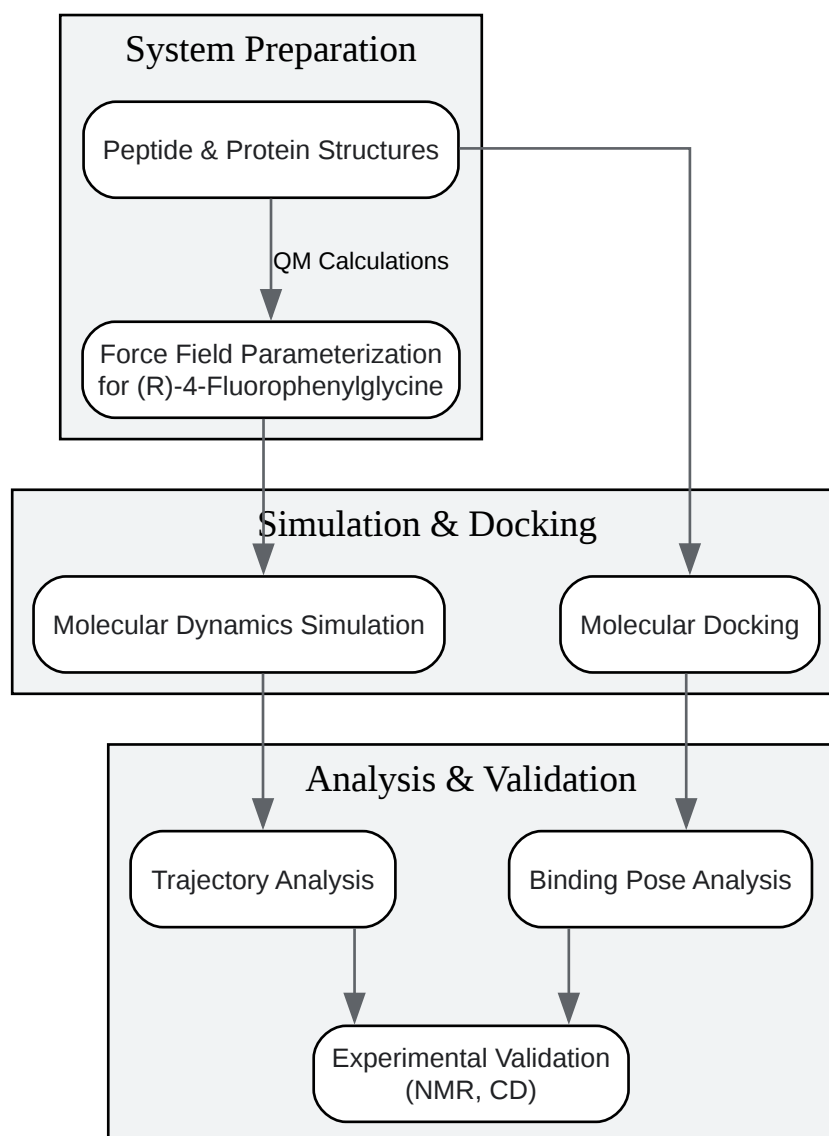 System Preparation
Peptide & Protein Structures
QM Calculations
Force Field Parameterization
for (R)-4-Fluorophenylglycine
Simulation & Docking
Molecular Dynamics Simulation
Molecular Docking
Analysis & Validation
Trajectory Analysis
Binding Pose Analysis
Experimental Validation
(NMR, CD)